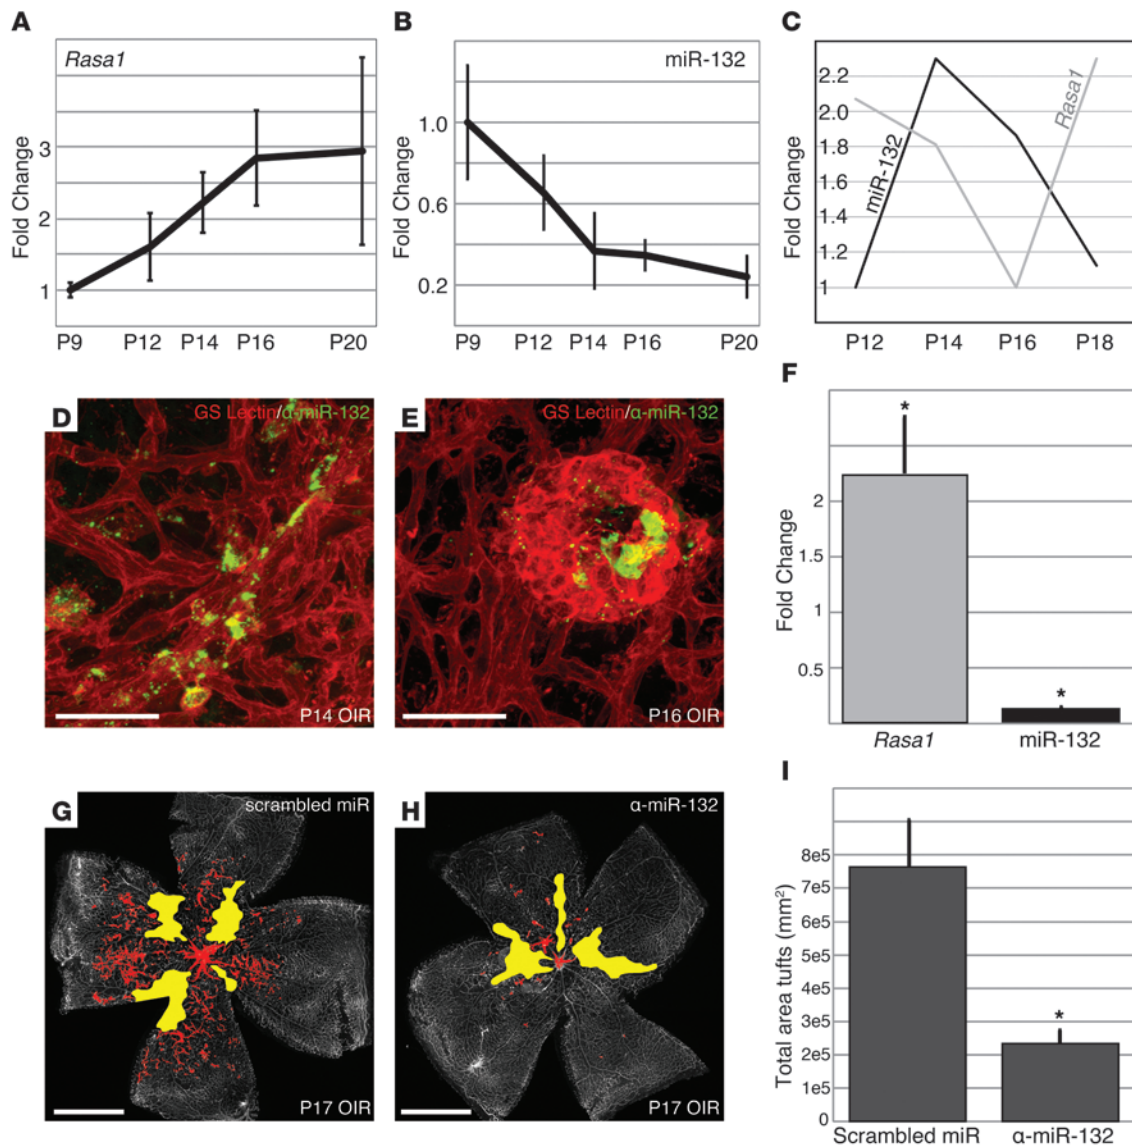 A
Rasa1
Fold Change
3
2
1
P9 P12 P14 P16 P20
B
miR-132
Fold Change
1.0
0.6
0.2
P9 P12 P14 P16 P20
C
Fold Change
2.2
2.0
1.8
1.6
1.4
1.2
1
miR-132
Rasa1
P12 P14 P16 P18
D
GS Lectin/α-miR-132
P14 OIR
E
GS Lectin/α-miR-132
P16 OIR
F
Fold Change
2
1.5
1
0.5
*
*
Rasa1 miR-132
G
scrambled miR
P17 OIR
H
α-miR-132
P17 OIR
I
Total area tufts (mm²)
8e5
7e5
6e5
5e5
4e5
3e5
2e5
1e5
0
*
Scrambled miR α-miR-132